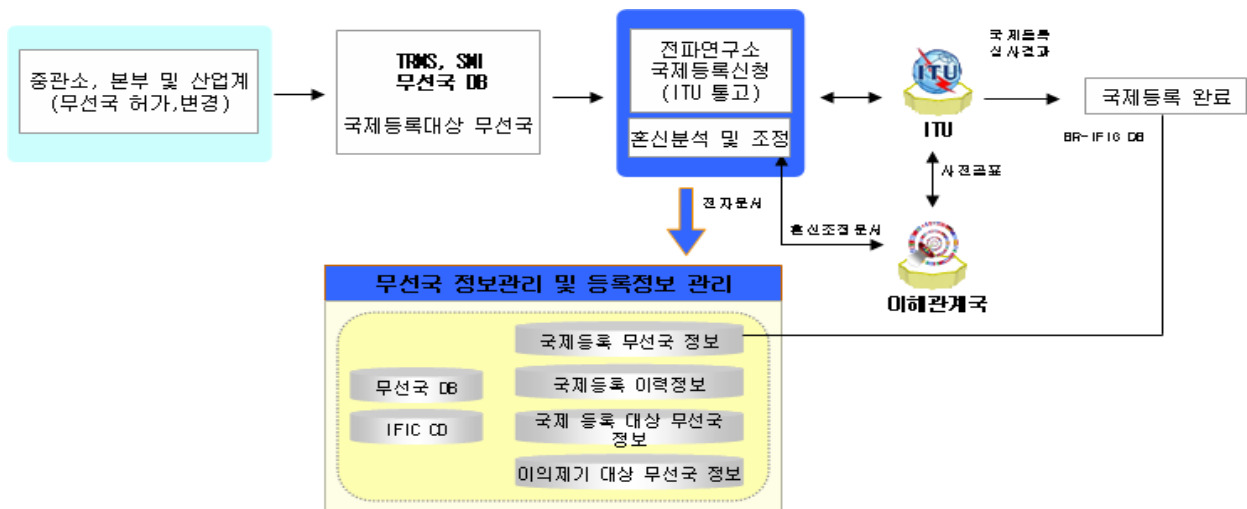 중관소, 본부 및 산업계
(무선국 허가,변경)
TRMS, SMI
무선국 DB
국제등록대상 무선국
전파연구소
국제등록신청
(ITU 통고)
혼신분석 및 조정
ITU
ITU
국제등록
심사결과
국제등록 완료
BR-IFIC DB
사전공표
전자문서
혼신조정문서
이해관계국
무선국 정보관리 및 등록정보 관리
국제등록 무선국 정보
무선국 DB
국제등록 이력정보
IFIC CD
국제 등록 대상 무선국
정보
이의제기 대상 무선국 정보